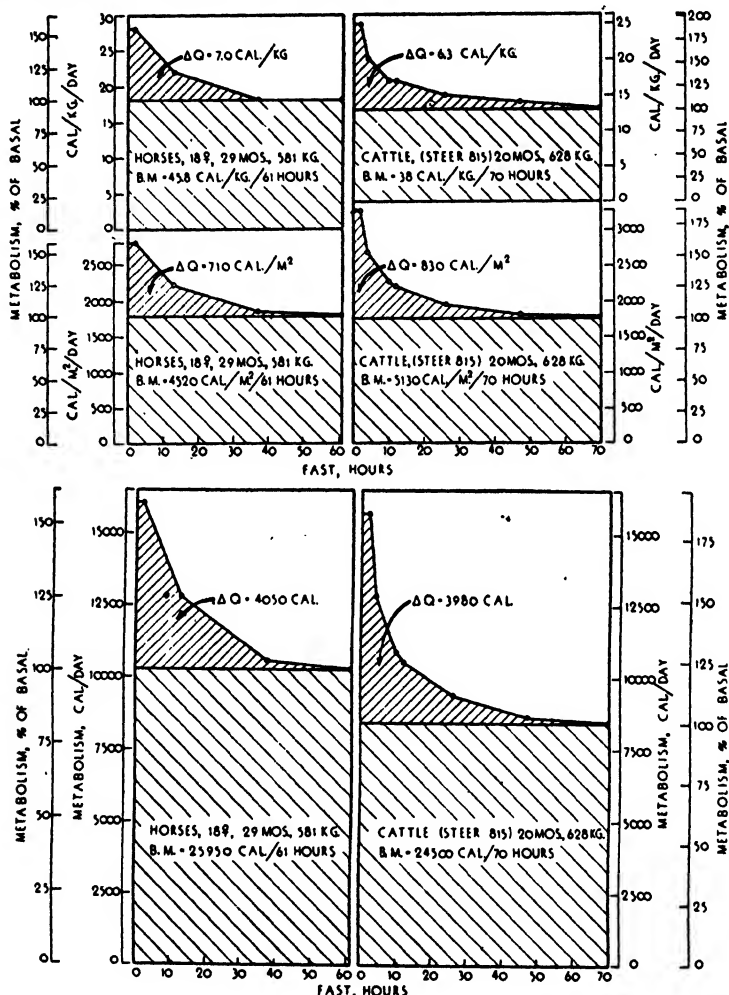 METABOLISM, % OF BASAL
150
125
100
75
50
25
0
CAL/KG/DAY
30
25
20
15
10
5
0
ΔQ = 7.0 CAL/KG
HORSES, 18♀, 29 MOS., 581 KG.
B.M = 45.8 CAL./KG/61 HOURS
ΔQ = 6.3 CAL/KG.
CATTLE, (STEER 815) 20 MOS., 628 KG.
B.M. = 38 CAL/KG/70 HOURS
CAL/KG/DAY
25
20
15
10
5
0
METABOLISM, % OF BASAL
200
175
150
125
100
75
50
25
0
150
125
100
75
50
25
0
CAL/M²/DAY
2500
2000
1500
1000
500
0
ΔQ = 710 CAL./M²
HORSES, 18♀, 29 MOS., 581 KG.
B.M. = 4520 CAL/M²/61 HOURS
ΔQ = 830 CAL/M²
CATTLE, (STEER 815) 20 MOS., 628 KG.
B.M. = 5130 CAL/M²/70 HOURS
CAL/M²/DAY
3000
2500
2000
1500
1000
500
0
175
150
125
100
75
50
25
0
0 10 20 30 40 50 60 0 10 20 30 40 50 60 70
FAST, HOURS
METABOLISM, % OF BASAL
150
125
100
75
50
25
0
METABOLISM, CAL/DAY
15000
12500
10000
7500
5000
2500
0
ΔQ = 4050 CAL.
HORSES, 18♀, 29 MOS., 581 KG
B.M. = 25950 CAL/61 HOURS
ΔQ = 3980 CAL.
CATTLE (STEER 815) 20 MOS, 628 KG.
B.M. = 24500 CAL/70 HOURS
METABOLISM, CAL/DAY
15000
12500
10000
7500
5000
2500
0
METABOLISM, % OF BASAL
175
150
125
100
75
50
25
0
0 10 20 30 40 50 60 0 10 20 30 40 50 60 70
FAST, HOURS